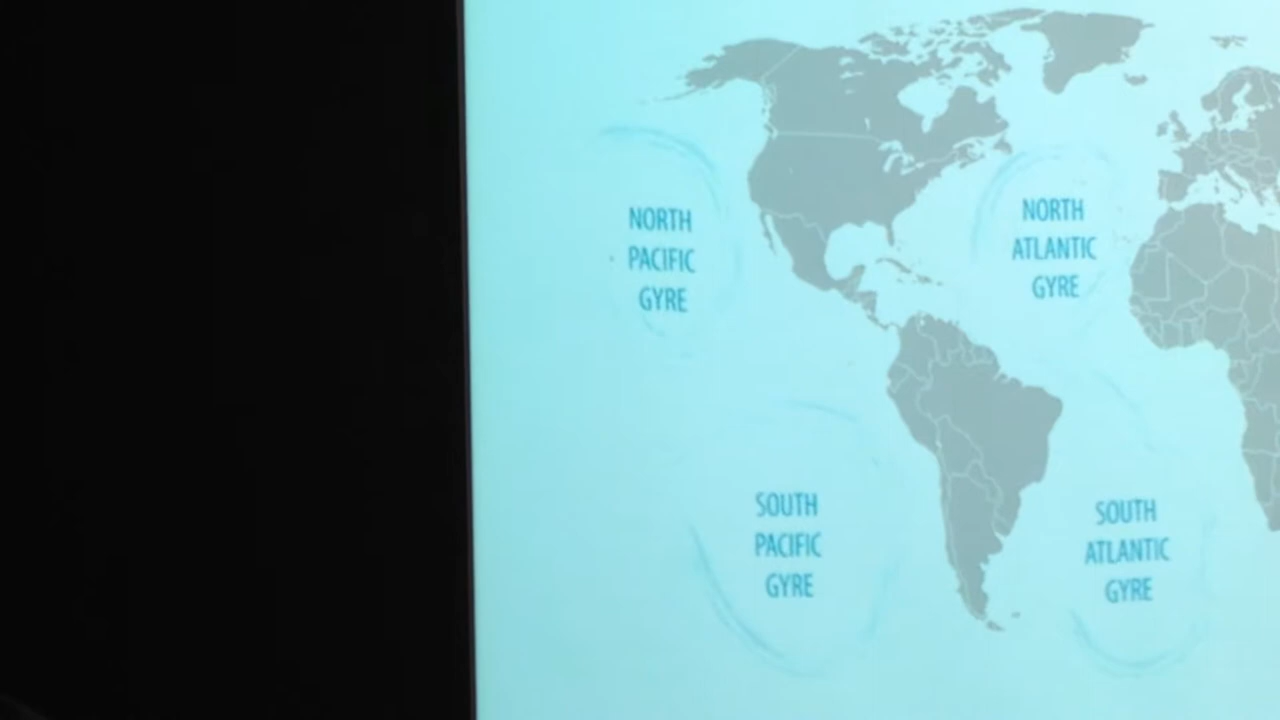 NORTH
PACIFIC
GYRE
NORTH
ATLANTIC
GYRE
SOUTH
PACIFIC
GYRE
SOUTH
ATLANTIC
GYRE